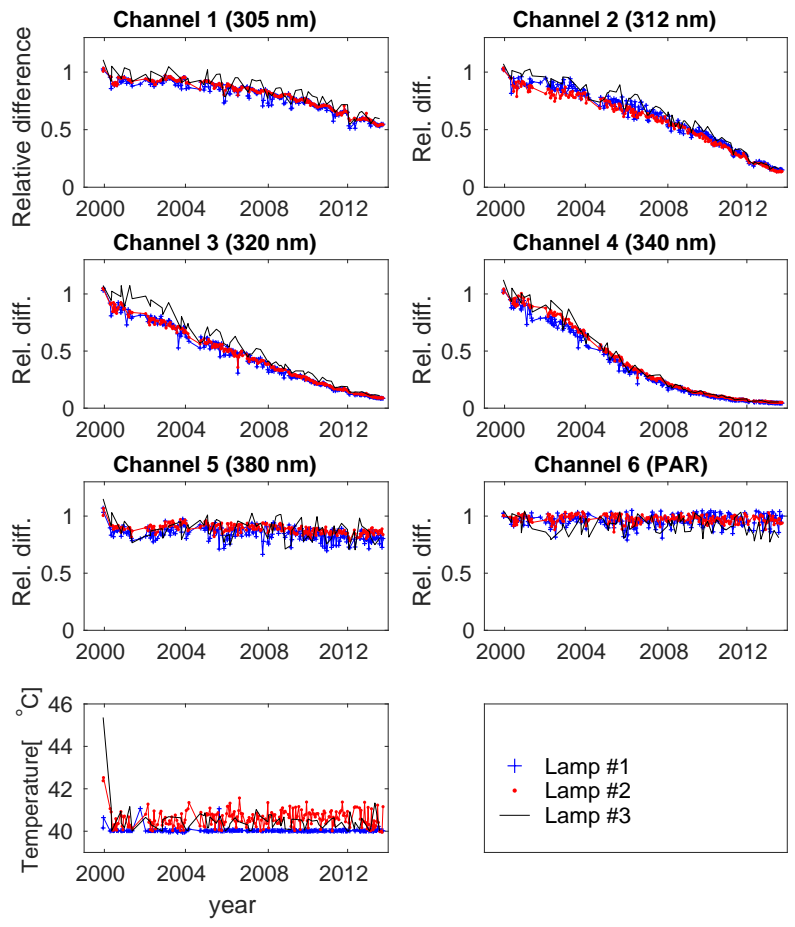 Channel 1 (305 nm)
Relative difference
1
0.5
0
2000 2004 2008 2012
Channel 2 (312 nm)
Rel. diff.
1
0.5
0
2000 2004 2008 2012
Channel 3 (320 nm)
Rel. diff.
1
0.5
0
2000 2004 2008 2012
Channel 4 (340 nm)
Rel. diff.
1
0.5
0
2000 2004 2008 2012
Channel 5 (380 nm)
Rel. diff.
1
0.5
0
2000 2004 2008 2012
Channel 6 (PAR)
Rel. diff.
1
0.5
0
2000 2004 2008 2012
Temperature[ °C]
46
44
42
40
2000 2004 2008 2012
year
Lamp #1
Lamp #2
Lamp #3